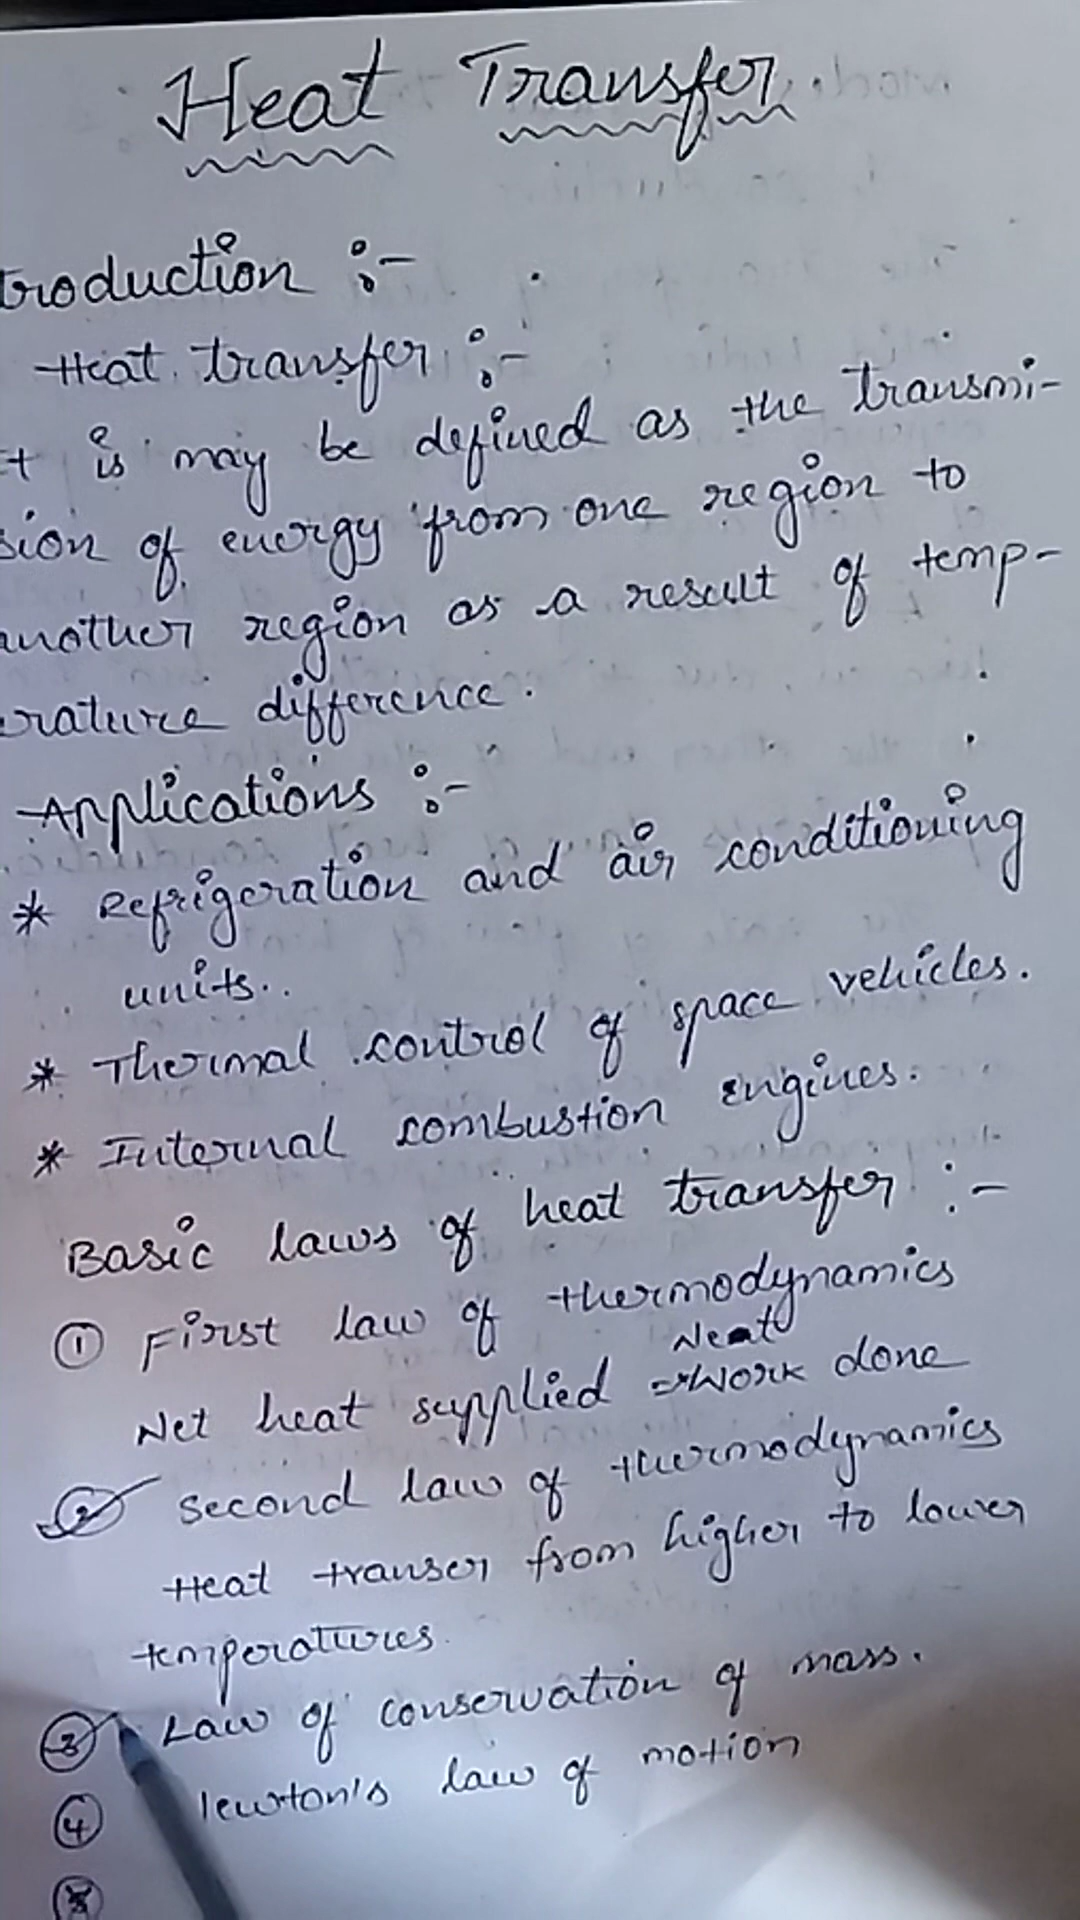 Heat Transfer
troduction :-
Heat transfer :-
t is may be defined as the transmi-
sion of energy from one region to
another region as a result of temp-
erature difference.
Applications :-
* Refrigeration and air conditioning
units..
* Thermal control of space vehicles.
* Internal combustion engines.
Basic laws of heat transfer :-
① First law of thermodynamics
Net heat supplied = Work done
② Second law of thermodynamics
Heat transer from higher to lower
temperatures.
③ Law of conservation of mass.
④ lewton's law of motion